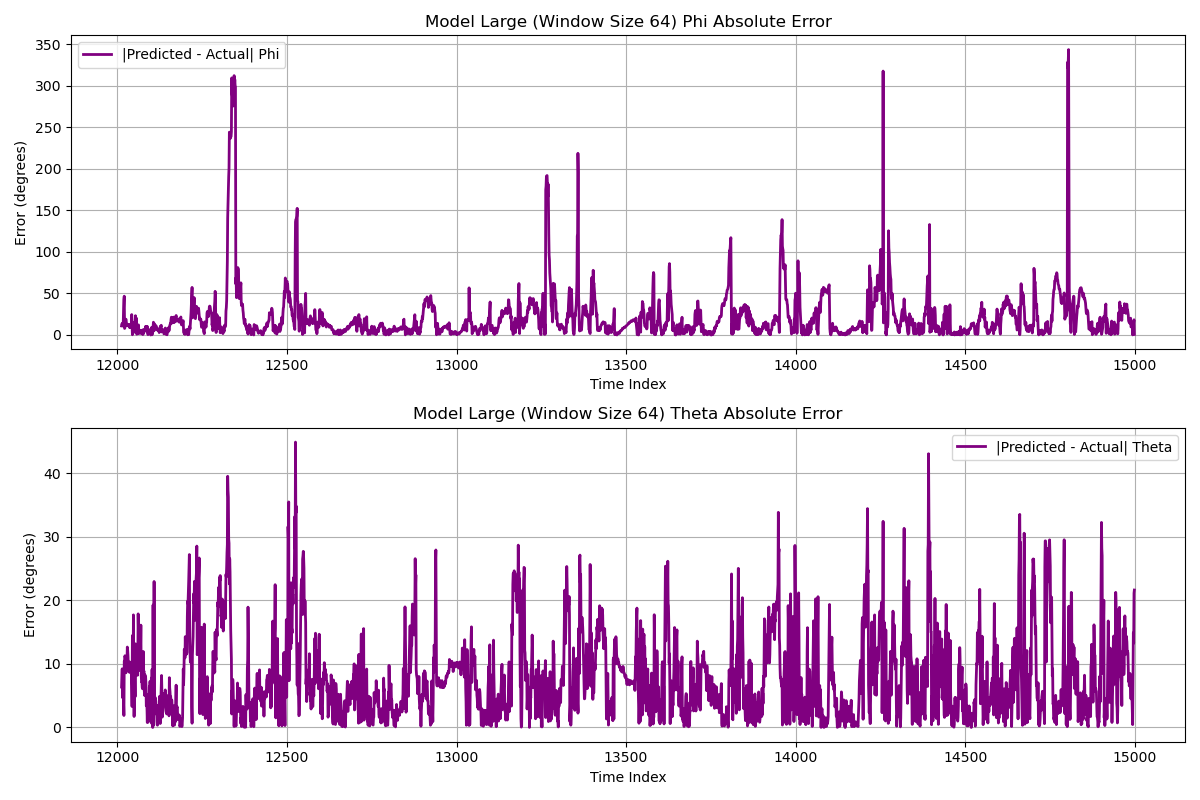 Model Large (Window Size 64) Phi Absolute Error
|Predicted - Actual| Phi
Error (degrees)
350
300
250
200
150
100
50
0
12000 12500 13000 13500 14000 14500 15000
Time Index
Model Large (Window Size 64) Theta Absolute Error
|Predicted - Actual| Theta
Error (degrees)
40
30
20
10
0
12000 12500 13000 13500 14000 14500 15000
Time Index